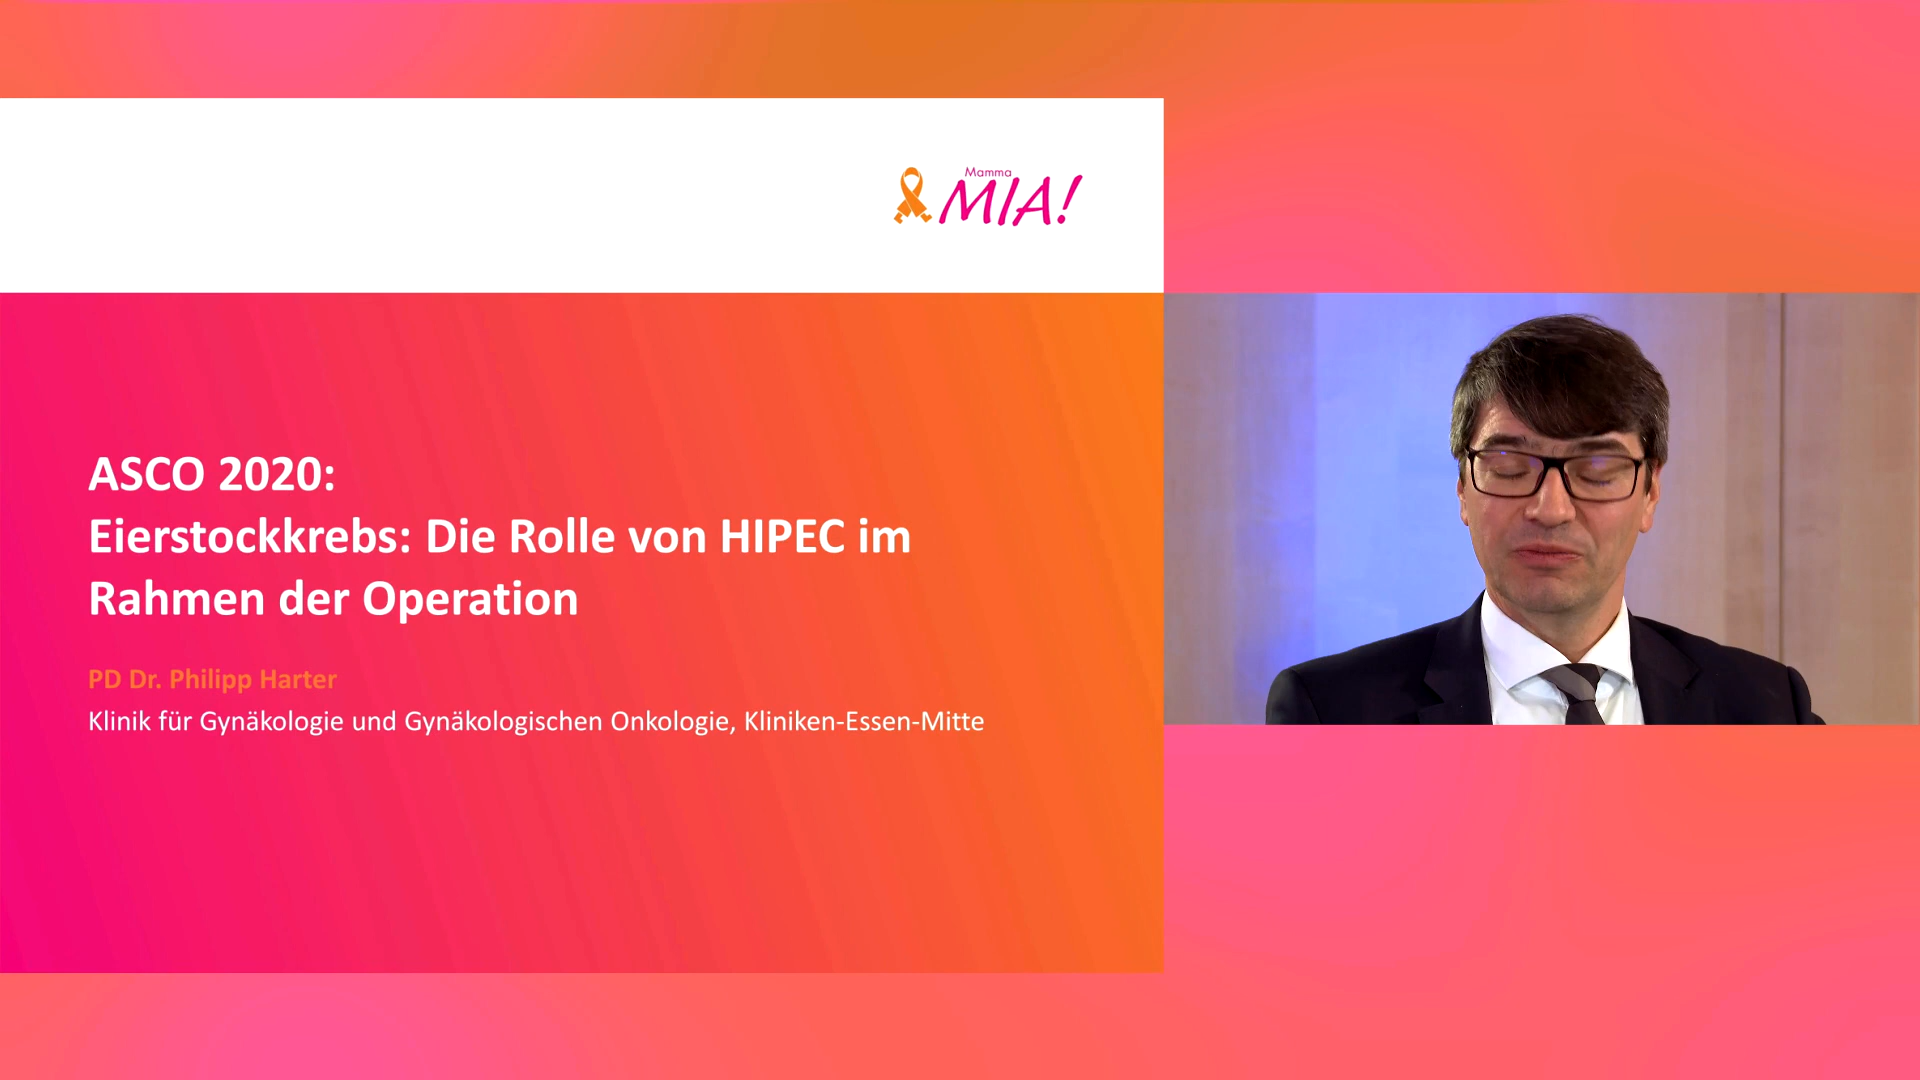 Mamma
MIA!
ASCO 2020:
Eierstockkrebs: Die Rolle von HIPEC im
Rahmen der Operation
PD Dr. Philipp Harter
Klinik für Gynäkologie und Gynäkologischen Onkologie, Kliniken-Essen-Mitte